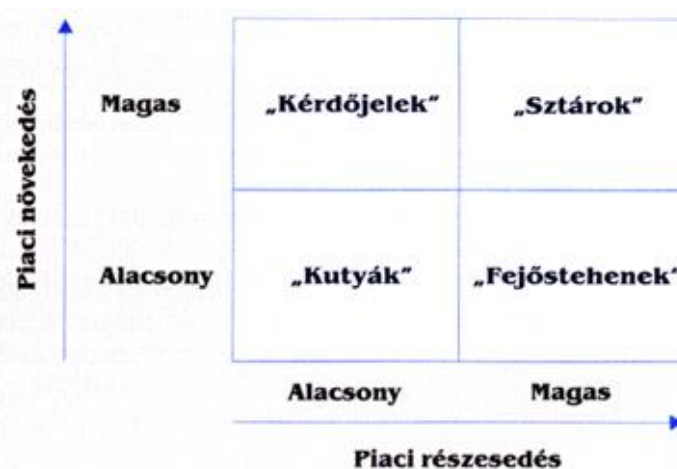 Piaci növekedés
Magas
„Kérdőjelek”
„Sztárok”
Alacsony
„Kutyák”
„Fejőstehenek”
Alacsony
Magas
Piaci részesedés